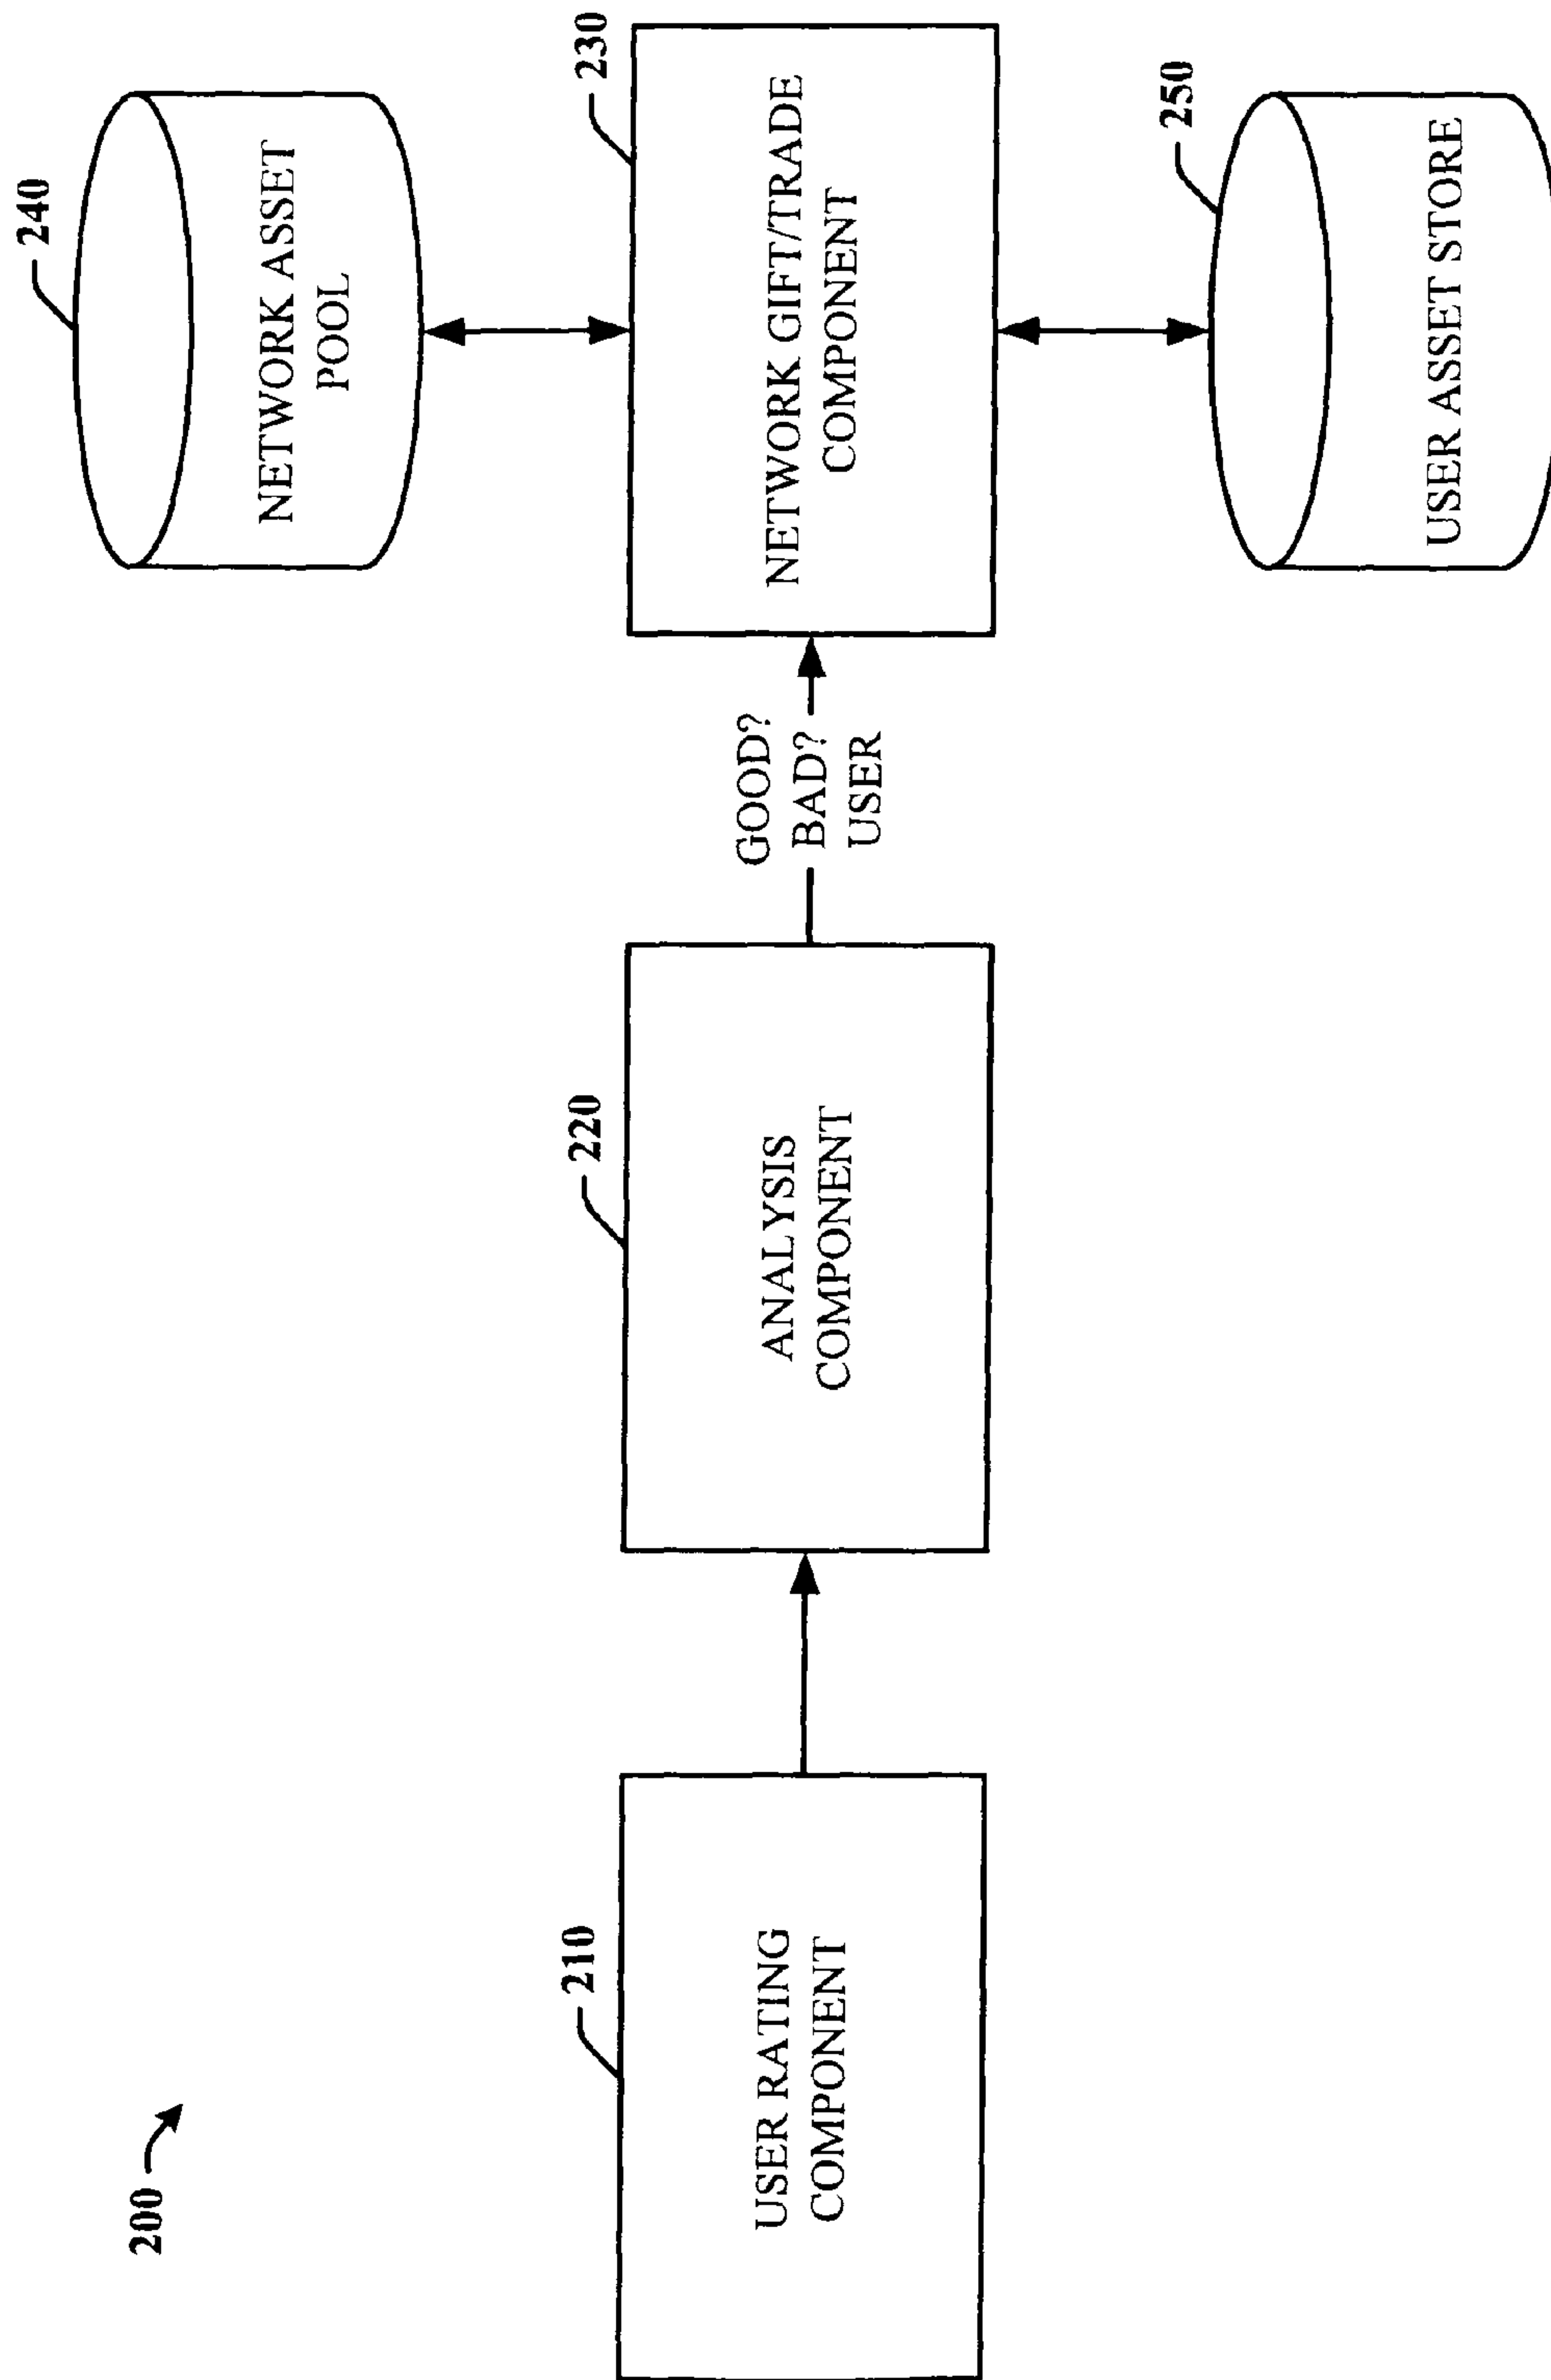 200
210
USER RATING
COMPONENT
220
ANALYSIS
COMPONENT
GOOD?
BAD?
USER
240
NETWORK ASSET
POOL
230
NETWORK GIFT/TRADE
COMPONENT
250
USER ASSET STORE